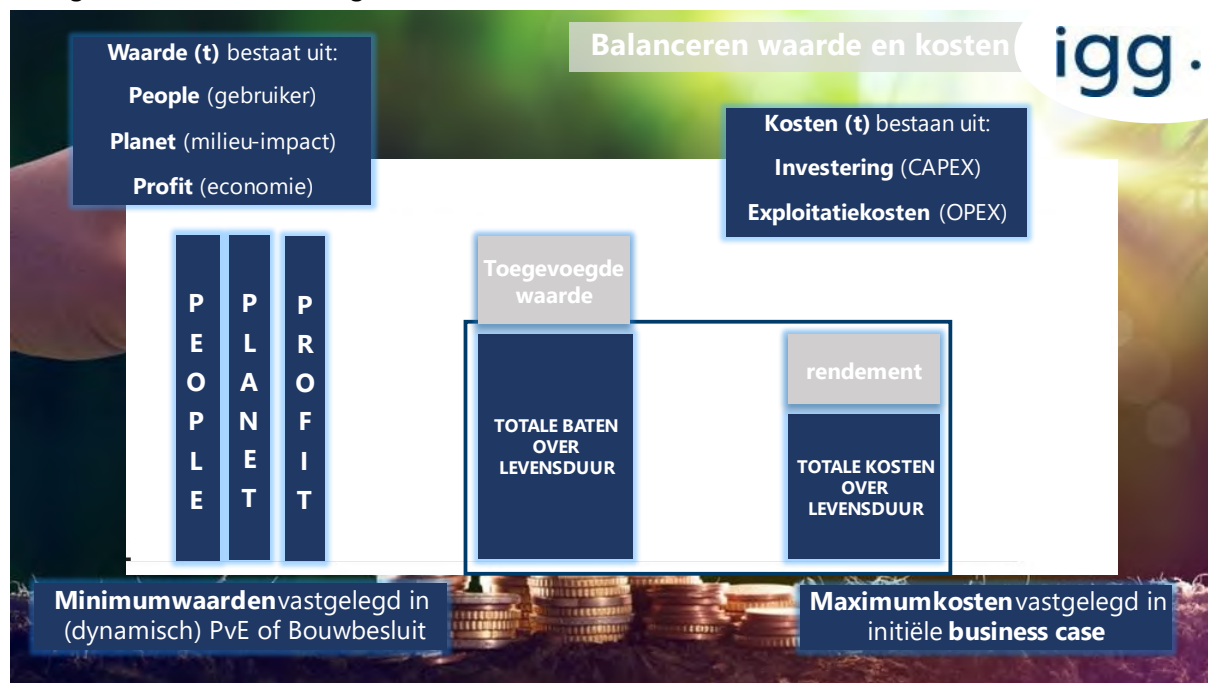 Balanceren waarde en kosten
igg.
Waarde (t) bestaat uit:
People (gebruiker)
Planet (milieu-impact)
Profit (economie)
Kosten (t) bestaan uit:
Investering (CAPEX)
Exploitatiekosten (OPEX)
PEOPLE
PLANET
PROFIT
Toegevoegde
waarde
TOTALE BATEN
OVER
LEVENSDUUR
rendement
TOTALE KOSTEN
OVER
LEVENSDUUR
Minimumwaarden vastgelegd in
(dynamisch) PvE of Bouwbesluit
Maximumkosten vastgelegd in
initiële business case